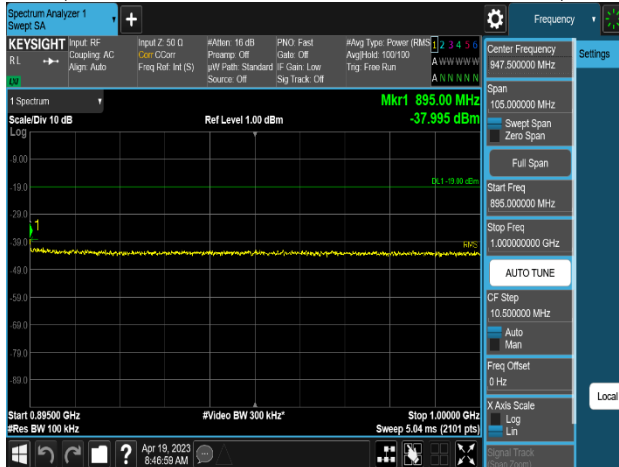 Spectrum Analyzer 1
Swept SA
+
Frequency
KEYSIGHT
Input: RF
Input Z: 50 Ω
#Atten: 16 dB
PNO: Fast
#Avg Type: Power (RMS
1 2 3 4 5 6
RL
Coupling: AC
Corr CCorr
Preamp: Off
Gate: Off
Avg|Hold: 100/100
A W W W W W
Align: Auto
Freq Ref: Int (S)
µW Path: Standard
IF Gain: Low
Trig: Free Run
Source: Off
Sig Track: Off
A N N N N N
1 Spectrum
Mkr1 895.00 MHz
Scale/Div 10 dB
Ref Level 1.00 dBm
-37.995 dBm
Log
-9.00
DL1 -19.00 dBm
-19.0
-29.0
1
-39.0
RMS
-49.0
-59.0
-69.0
-79.0
-89.0
Start 0.89500 GHz
#Video BW 300 kHz*
Stop 1.00000 GHz
#Res BW 100 kHz
Sweep 5.04 ms (2101 pts)
?
Apr 19, 2023
8:46:59 AM
Center Frequency
947.500000 MHz
Settings
Span
105.000000 MHz
Swept Span
Zero Span
Full Span
Start Freq
895.000000 MHz
Stop Freq
1.000000000 GHz
AUTO TUNE
CF Step
10.500000 MHz
Auto
Man
Freq Offset
0 Hz
Local
X Axis Scale
Log
Lin
Signal Track
(Span Zoom)